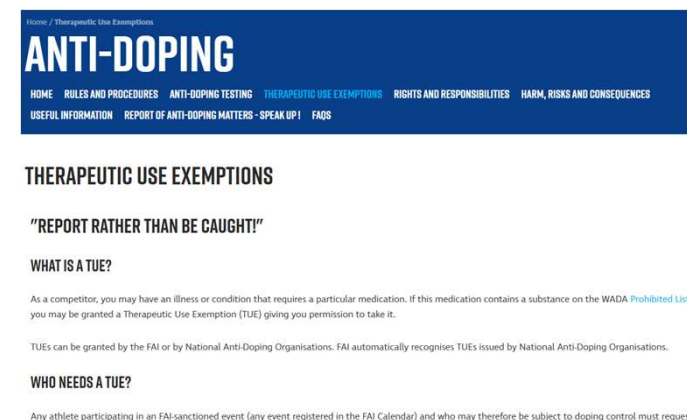 Home / Therapeutic Use Exemptions
ANTI-DOPING
HOME RULES AND PROCEDURES ANTI-DOPING TESTING THERAPEUTIC USE EXEMPTIONS RIGHTS AND RESPONSIBILITIES HARM, RISKS AND CONSEQUENCES
USEFUL INFORMATION REPORT OF ANTI-DOPING MATTERS - SPEAK UP ! FAQS
THERAPEUTIC USE EXEMPTIONS
"REPORT RATHER THAN BE CAUGHT!"
WHAT IS A TUE?
As a competitor, you may have an illness or condition that requires a particular medication. If this medication contains a substance on the WADA Prohibited List
you may be granted a Therapeutic Use Exemption (TUE) giving you permission to take it.
TUEs can be granted by the FAI or by National Anti-Doping Organisations. FAI automatically recognises TUEs issued by National Anti-Doping Organisations.
WHO NEEDS A TUE?
Any athlete participating in an FAI-sanctioned event (any event registered in the FAI Calendar) and who may therefore be subject to doping control must